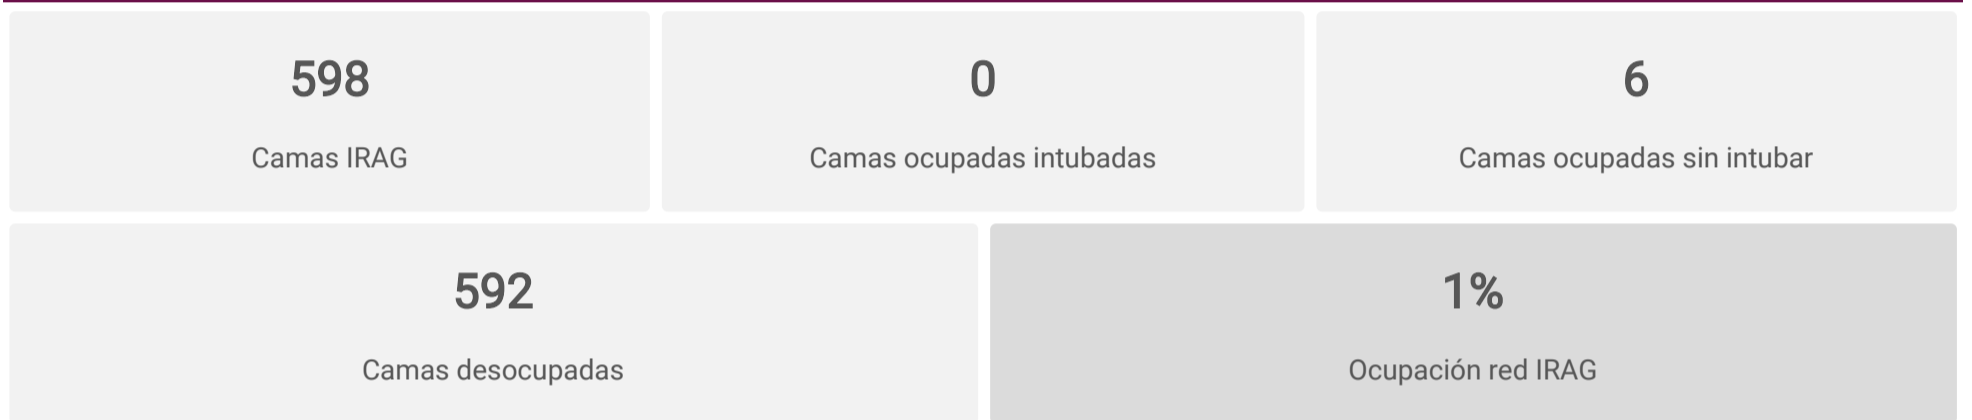 598
Camas IRAG
0
Camas ocupadas intubadas
6
Camas ocupadas sin intubar
592
Camas desocupadas
1%
Ocupación red IRAG